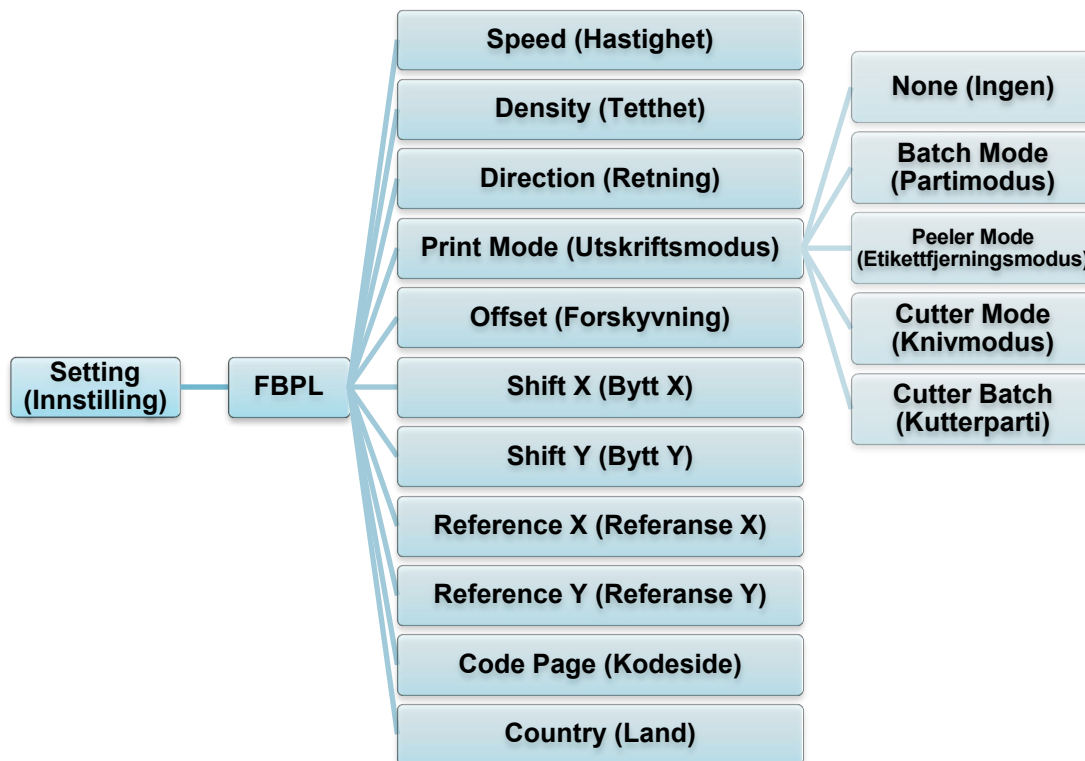 Setting
(Innstilling)
FBPL
Speed (Hastighet)
Density (Tetthet)
Direction (Retning)
Print Mode (Utskriftsmodus)
Offset (Forskyvning)
Shift X (Bytt X)
Shift Y (Bytt Y)
Reference X (Referanse X)
Reference Y (Referanse Y)
Code Page (Kodeside)
Country (Land)
None (Ingen)
Batch Mode
(Partimodus)
Peeler Mode
(Etikettfjerningsmodus)
Cutter Mode
(Knivmodus)
Cutter Batch
(Kutterparti)